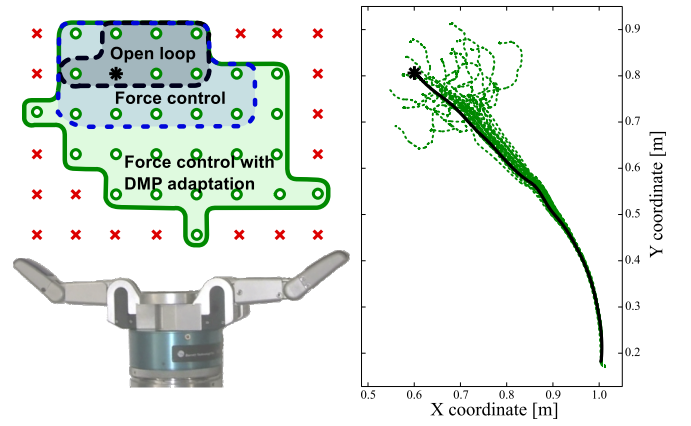 Open loop
Force control
Force control with
DMP adaptation
0.9
0.8
0.7
0.6
0.5
0.4
0.3
0.2
Y coordinate [m]
0.5 0.6 0.7 0.8 0.9 1.0
X coordinate [m]